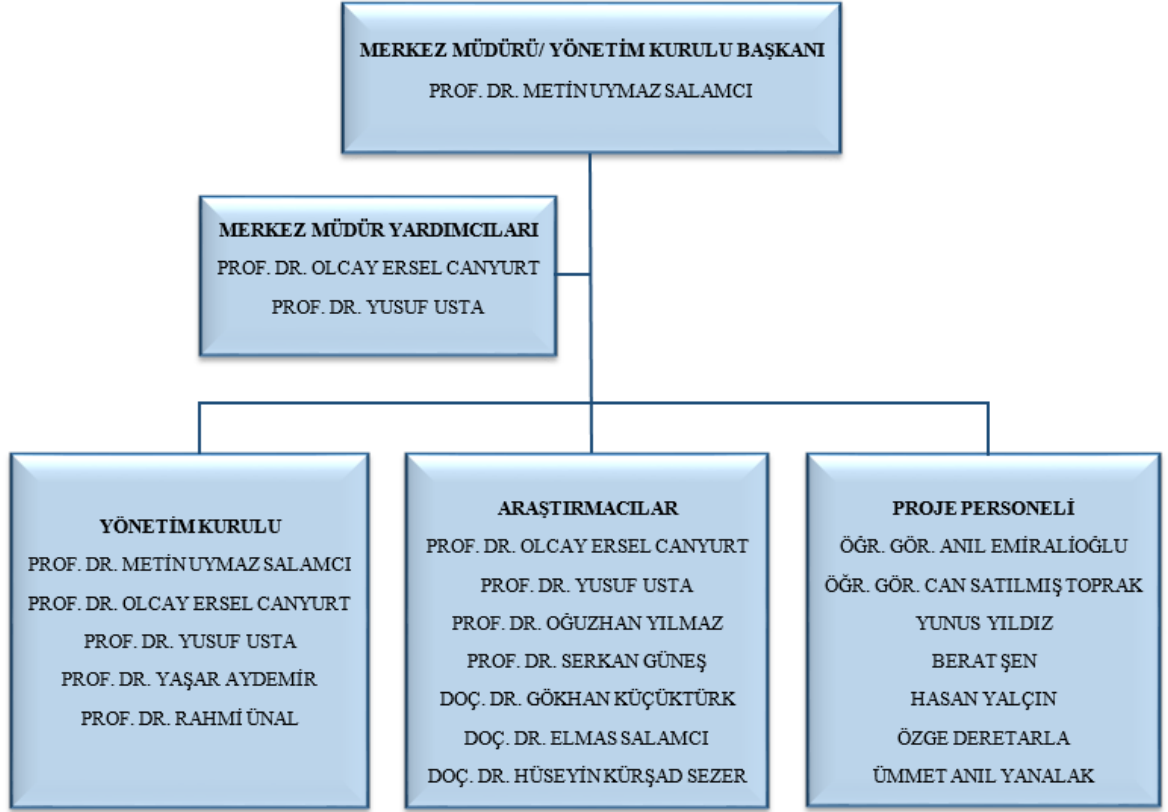 MERKEZ MÜDÜRÜ/ YÖNETİM KURULU BAŞKANI
PROF. DR. METİN UYMAZ SALAMCI
MERKEZ MÜDÜR YARDIMCILARI
PROF. DR. OLCAY ERSEL CANYURT
PROF. DR. YUSUF USTA
YÖNETİM KURULU
PROF. DR. METİN UYMAZ SALAMCI
PROF. DR. OLCAY ERSEL CANYURT
PROF. DR. YUSUF USTA
PROF. DR. YAŞAR AYDEMİR
PROF. DR. RAHMİ ÜNAL
ARAŞTIRMACILAR
PROF. DR. OLCAY ERSEL CANYURT
PROF. DR. YUSUF USTA
PROF. DR. OĞUZHAN YILMAZ
PROF. DR. SERKAN GÜNEŞ
DOÇ. DR. GÖKHAN KÜÇÜKTÜRK
DOÇ. DR. ELMAS SALAMCI
DOÇ. DR. HÜSEYİN KÜRŞAD SEZER
PROJE PERSONELİ
ÖĞR. GÖR. ANIL EMİRALİOĞLU
ÖĞR. GÖR. CAN SATILMIŞ TOPRAK
YUNUS YILDIZ
BERAT ŞEN
HASAN YALÇIN
ÖZGE DERETARLA
ÜMMET ANIL YANALAK